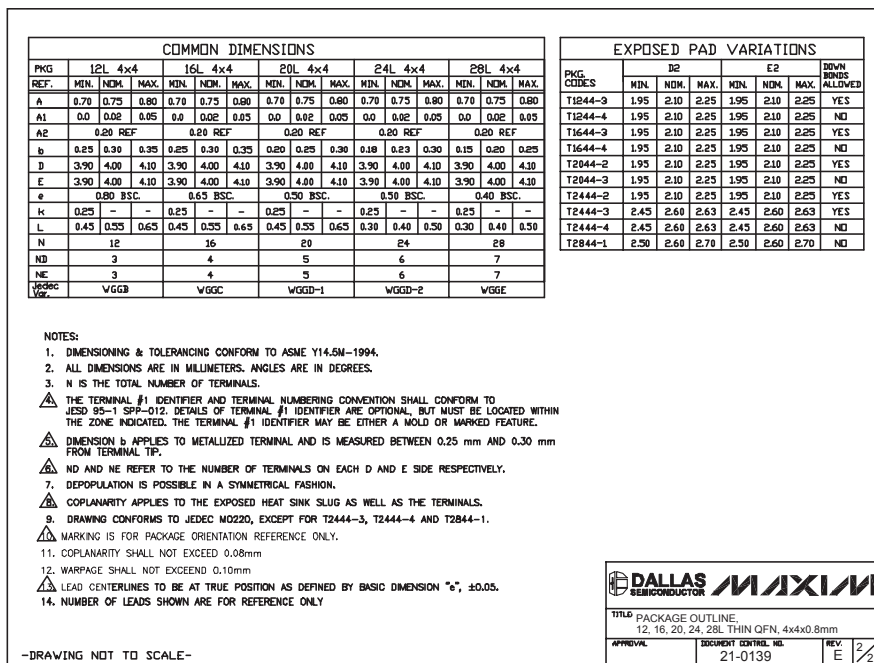 COMMON DIMENSIONS
PKG 12L 4x4 16L 4x4 20L 4x4 24L 4x4 28L 4x4
REF. MIN. NOM. MAX. MIN. NOM. MAX. MIN. NOM. MAX. MIN. NOM. MAX. MIN. NOM. MAX.
A 0.70 0.75 0.80 0.70 0.75 0.80 0.70 0.75 0.80 0.70 0.75 0.80 0.70 0.75 0.80
A1 0.0 0.02 0.05 0.0 0.02 0.05 0.0 0.02 0.05 0.0 0.02 0.05 0.0 0.02 0.05
A2 0.20 REF 0.20 REF 0.20 REF 0.20 REF 0.20 REF
b 0.25 0.30 0.35 0.25 0.30 0.35 0.20 0.25 0.30 0.18 0.23 0.30 0.15 0.20 0.25
D 3.90 4.00 4.10 3.90 4.00 4.10 3.90 4.00 4.10 3.90 4.00 4.10 3.90 4.00 4.10
E 3.90 4.00 4.10 3.90 4.00 4.10 3.90 4.00 4.10 3.90 4.00 4.10 3.90 4.00 4.10
e 0.80 BSC. 0.65 BSC. 0.50 BSC. 0.50 BSC. 0.40 BSC.
k 0.25 - - 0.25 - - 0.25 - - 0.25 - - 0.25 - -
L 0.45 0.55 0.65 0.45 0.55 0.65 0.45 0.55 0.65 0.30 0.40 0.50 0.30 0.40 0.50
N 12 16 20 24 28
ND 3 4 5 6 7
NE 3 4 5 6 7
Jedec Var. WGGB WGGC WGGD-1 WGGD-2 WGGE
EXPOSED PAD VARIATIONS
PKG. CODES D2 E2 DOWN BONDS ALLOWED
MIN. NOM. MAX. MIN. NOM. MAX.
T1244-3 1.95 2.10 2.25 1.95 2.10 2.25 YES
T1244-4 1.95 2.10 2.25 1.95 2.10 2.25 NO
T1644-3 1.95 2.10 2.25 1.95 2.10 2.25 YES
T1644-4 1.95 2.10 2.25 1.95 2.10 2.25 NO
T2044-2 1.95 2.10 2.25 1.95 2.10 2.25 YES
T2044-3 1.95 2.10 2.25 1.95 2.10 2.25 NO
T2444-2 1.95 2.10 2.25 1.95 2.10 2.25 YES
T2444-3 2.45 2.60 2.63 2.45 2.60 2.63 YES
T2444-4 2.45 2.60 2.63 2.45 2.60 2.63 NO
T2844-1 2.50 2.60 2.70 2.50 2.60 2.70 NO
NOTES:
1. DIMENSIONING & TOLERANCING CONFORM TO ASME Y14.5M-1994.
2. ALL DIMENSIONS ARE IN MILLIMETERS. ANGLES ARE IN DEGREES.
3. N IS THE TOTAL NUMBER OF TERMINALS.
4. THE TERMINAL #1 IDENTIFIER AND TERMINAL NUMBERING CONVENTION SHALL CONFORM TO
JESD 95-1 SPP-012. DETAILS OF TERMINAL #1 IDENTIFIER ARE OPTIONAL, BUT MUST BE LOCATED WITHIN
THE ZONE INDICATED. THE TERMINAL #1 IDENTIFIER MAY BE EITHER A MOLD OR MARKED FEATURE.
5. DIMENSION b APPLIES TO METALLIZED TERMINAL AND IS MEASURED BETWEEN 0.25 mm AND 0.30 mm
FROM TERMINAL TIP.
6. ND AND NE REFER TO THE NUMBER OF TERMINALS ON EACH D AND E SIDE RESPECTIVELY.
7. DEPOPULATION IS POSSIBLE IN A SYMMETRICAL FASHION.
8. COPLANARITY APPLIES TO THE EXPOSED HEAT SINK SLUG AS WELL AS THE TERMINALS.
9. DRAWING CONFORMS TO JEDEC MO220, EXCEPT FOR T2444-3, T2444-4 AND T2844-1.
10. MARKING IS FOR PACKAGE ORIENTATION REFERENCE ONLY.
11. COPLANARITY SHALL NOT EXCEED 0.08mm
12. WARPAGE SHALL NOT EXCEEND 0.10mm
13. LEAD CENTERLINES TO BE AT TRUE POSITION AS DEFINED BY BASIC DIMENSION "e", ±0.05.
14. NUMBER OF LEADS SHOWN ARE FOR REFERENCE ONLY
-DRAWING NOT TO SCALE-
DALLAS SEMICONDUCTOR MAXIM
TITLE: PACKAGE OUTLINE,
12, 16, 20, 24, 28L THIN QFN, 4x4x0.8mm
APPROVAL DOCUMENT CONTROL NO. REV.
21-0139 E 2/2